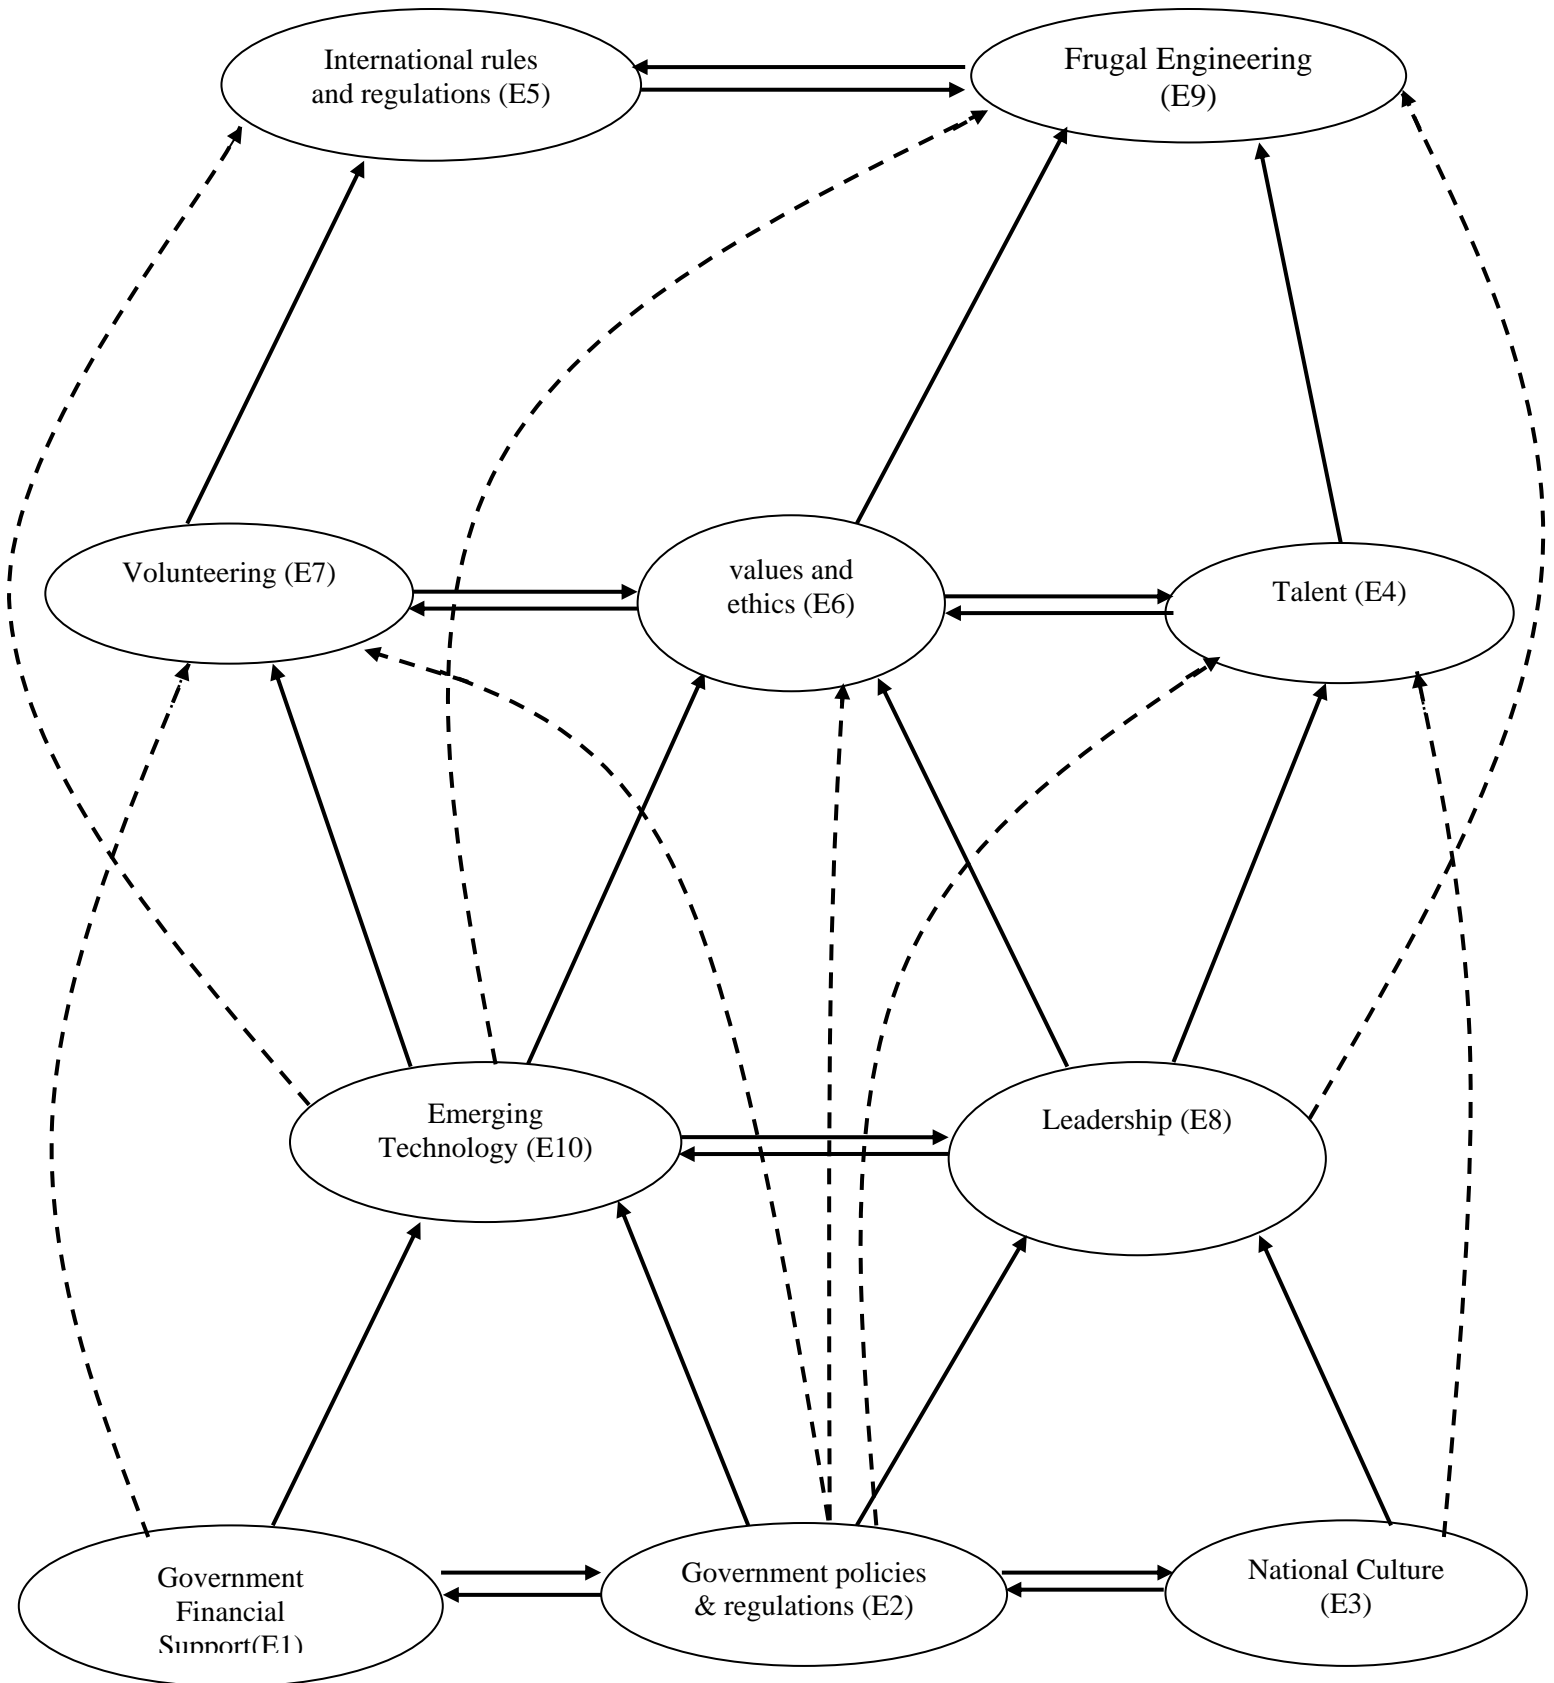 International rules
and regulations (E5)
Frugal Engineering
(E9)
Volunteering (E7)
values and
ethics (E6)
Talent (E4)
Emerging
Technology (E10)
Leadership (E8)
Government
Financial
Support(E1)
Government policies
& regulations (E2)
National Culture
(E3)